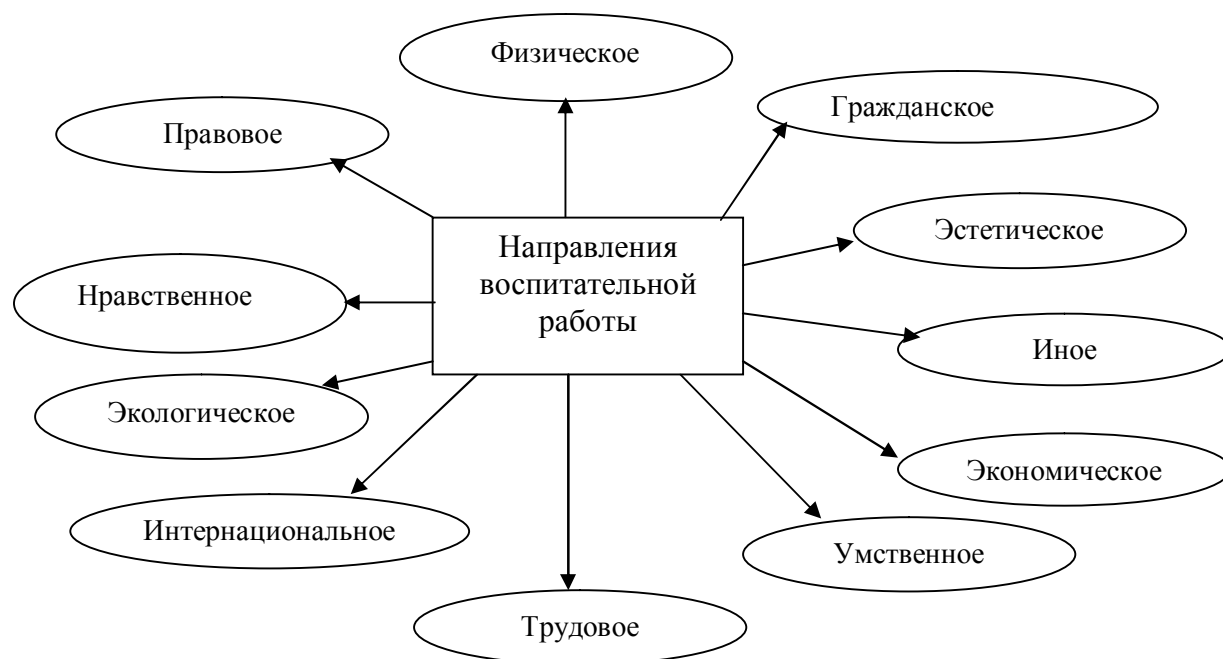 Физическое
Гражданское
Правовое
Эстетическое
Направления
воспитательной
работы
Нравственное
Иное
Экологическое
Экономическое
Интернациональное
Умственное
Трудовое